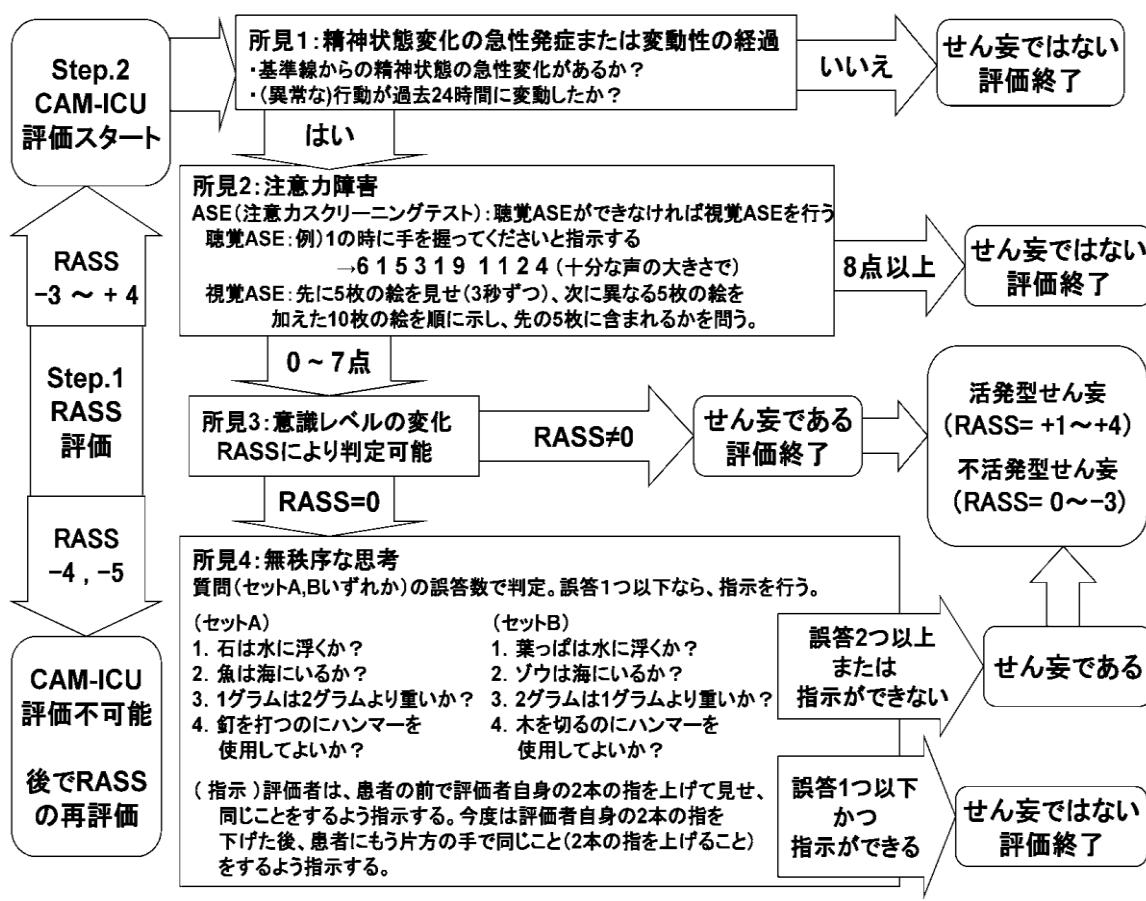 Step.2
CAM-ICU
評価スタート
所見1：精神状態変化の急性発症または変動性の経過
・基準線からの精神状態の急性変化があるか？
・(異常な)行動が過去24時間に変動したか？
いいえ
せん妄ではない
評価終了
はい
所見2：注意力障害
ASE(注意力スクリーニングテスト)：聴覚ASEができなければ視覚ASEを行う
聴覚ASE：例)1の時に手を握ってくださいと指示する
→6 1 5 3 1 9 1 1 2 4 (十分な声の大きさで)
視覚ASE：先に5枚の絵を見せ(3秒ずつ)、次に異なる5枚の絵を
加えた10枚の絵を順に示し、先の5枚に含まれるかを問う。
8点以上
せん妄ではない
評価終了
RASS
−3 ～ + 4
Step.1
RASS
評価
RASS
−4 , −5
CAM-ICU
評価不可能
後でRASS
の再評価
0 ~ 7点
所見3：意識レベルの変化
RASSにより判定可能
RASS≠0
せん妄である
評価終了
活発型せん妄
(RASS= +1～+4)
不活発型せん妄
(RASS= 0～−3)
RASS=0
所見4：無秩序な思考
質問(セットA,Bいずれか)の誤答数で判定。誤答1つ以下なら、指示を行う。
(セットA)
1. 石は水に浮くか？
2. 魚は海にいるか？
3. 1グラムは2グラムより重いか？
4. 釘を打つのにハンマーを
使用してよいか？
(セットB)
1. 葉っぱは水に浮くか？
2. ゾウは海にいるか？
3. 2グラムは1グラムより重いか？
4. 木を切るのにハンマーを
使用してよいか？
(指示)評価者は、患者の前で評価者自身の2本の指を上げて見せ、
同じことをするよう指示する。今度は評価者自身の2本の指を
下げた後、患者にもう片方の手で同じこと(2本の指を上げること)
をするよう指示する。
誤答2つ以上
または
指示ができない
せん妄である
誤答1つ以下
かつ
指示ができる
せん妄ではない
評価終了